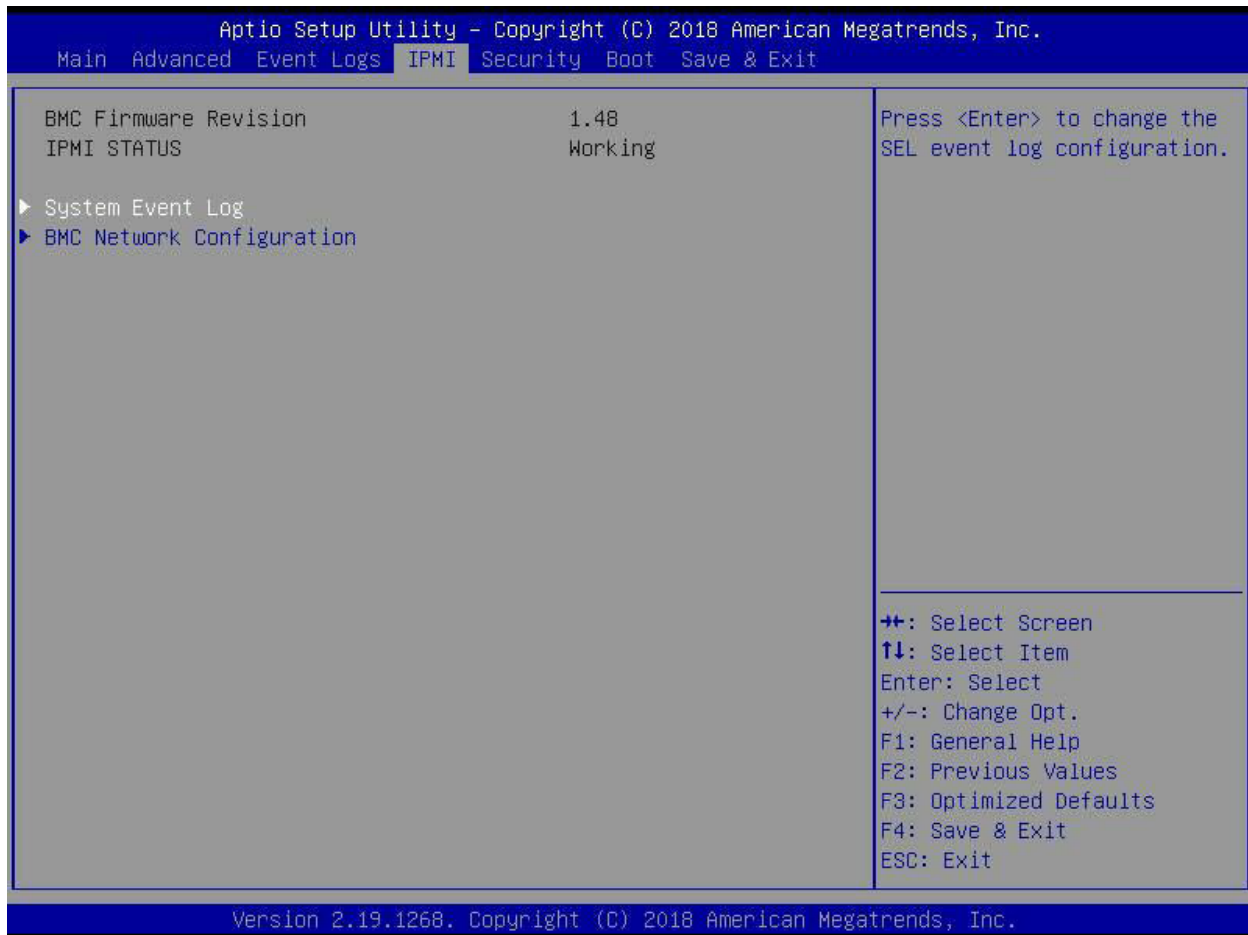 Aptio Setup Utility – Copyright (C) 2018 American Megatrends, Inc.
Main Advanced Event Logs IPMI Security Boot Save & Exit
BMC Firmware Revision 1.48
IPMI STATUS Working
System Event Log
BMC Network Configuration
Press <Enter> to change the
SEL event log configuration.
→←: Select Screen
↑↓: Select Item
Enter: Select
+/-: Change Opt.
F1: General Help
F2: Previous Values
F3: Optimized Defaults
F4: Save & Exit
ESC: Exit
Version 2.19.1268. Copyright (C) 2018 American Megatrends, Inc.